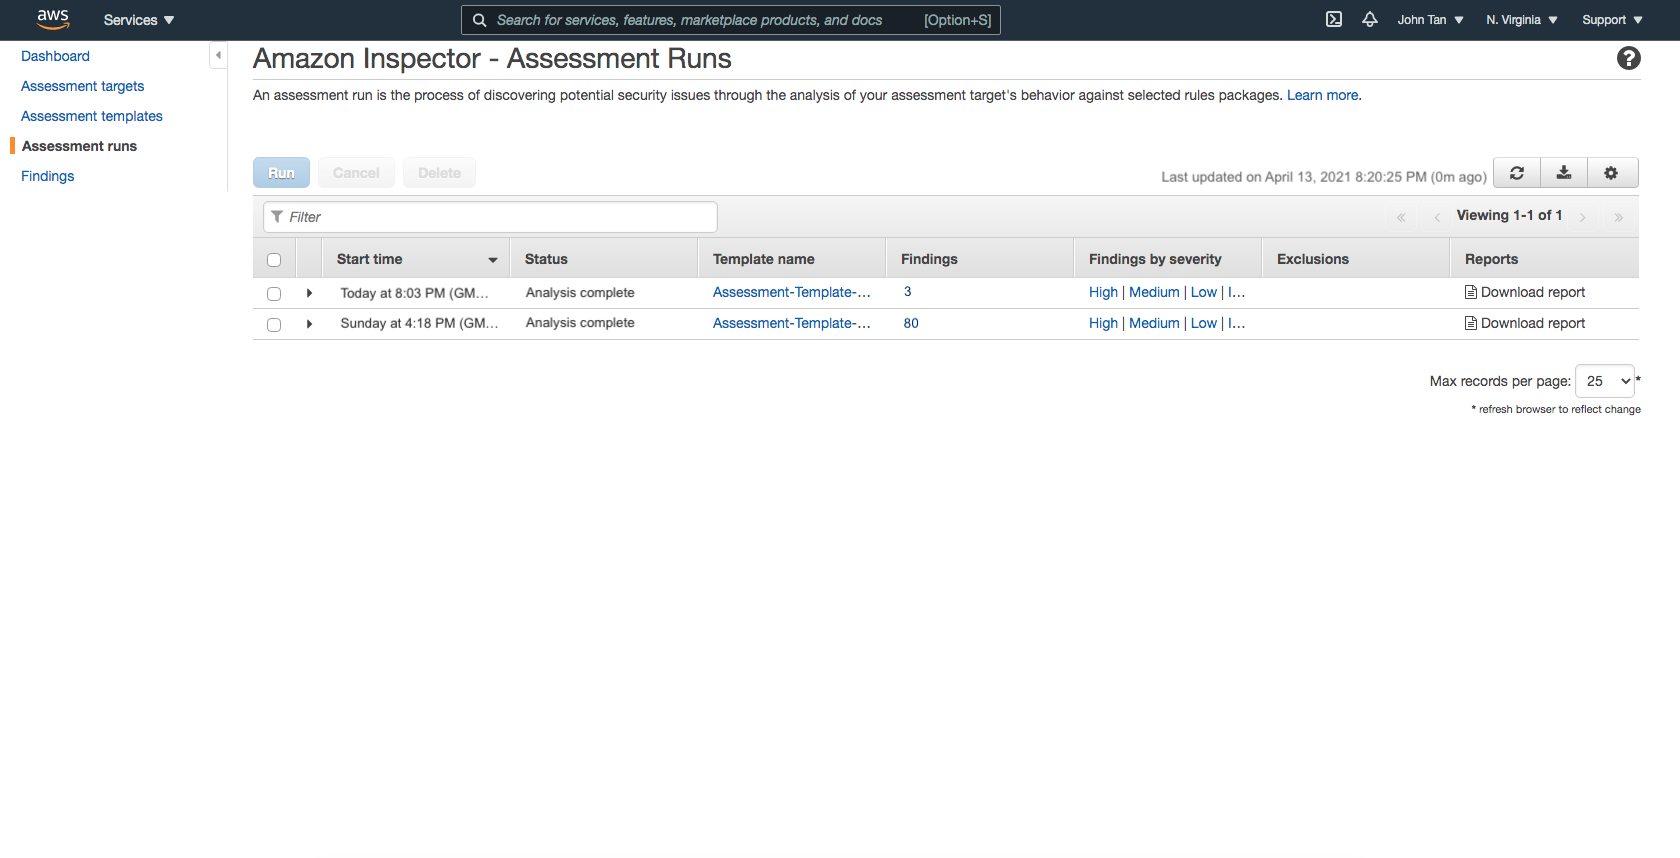 aws Services Search for services, features, marketplace products, and docs [Option+S] John Tan N. Virginia Support
Dashboard
Assessment targets
Assessment templates
Assessment runs
Findings
Amazon Inspector - Assessment Runs
An assessment run is the process of discovering potential security issues through the analysis of your assessment target's behavior against selected rules packages. Learn more.
Run Cancel Delete Last updated on April 13, 2021 8:20:25 PM (0m ago)
Filter « ‹ Viewing 1-1 of 1 › »
Start time Status Template name Findings Findings by severity Exclusions Reports
Today at 8:03 PM (GM... Analysis complete Assessment-Template-... 3 High | Medium | Low | I... Download report
Sunday at 4:18 PM (GM... Analysis complete Assessment-Template-... 80 High | Medium | Low | I... Download report
Max records per page: 25 *
* refresh browser to reflect change